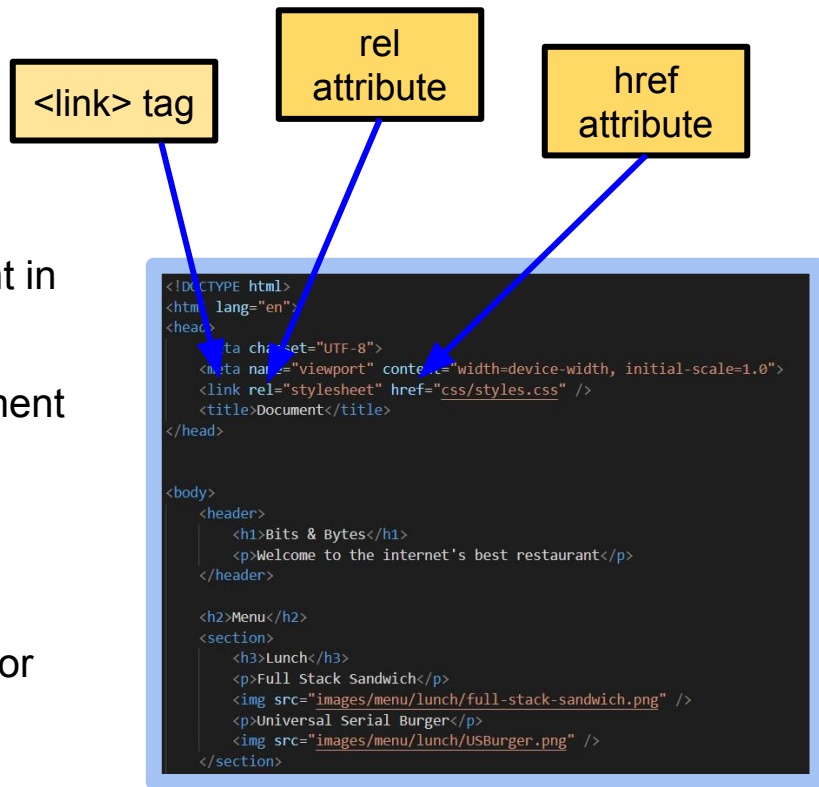 <link> tag
rel
attribute
href
attribute
t in
ment
or
<!DOCTYPE html>
<html lang="en">
<head>
<meta charset="UTF-8">
<meta name="viewport" content="width=device-width, initial-scale=1.0">
<link rel="stylesheet" href="css/styles.css" />
<title>Document</title>
</head>
<body>
<header>
<h1>Bits & Bytes</h1>
<p>Welcome to the internet's best restaurant</p>
</header>
<h2>Menu</h2>
<section>
<h3>Lunch</h3>
<p>Full Stack Sandwich</p>
<img src="images/menu/lunch/full-stack-sandwich.png" />
<p>Universal Serial Burger</p>
<img src="images/menu/lunch/USBurger.png" />
</section>